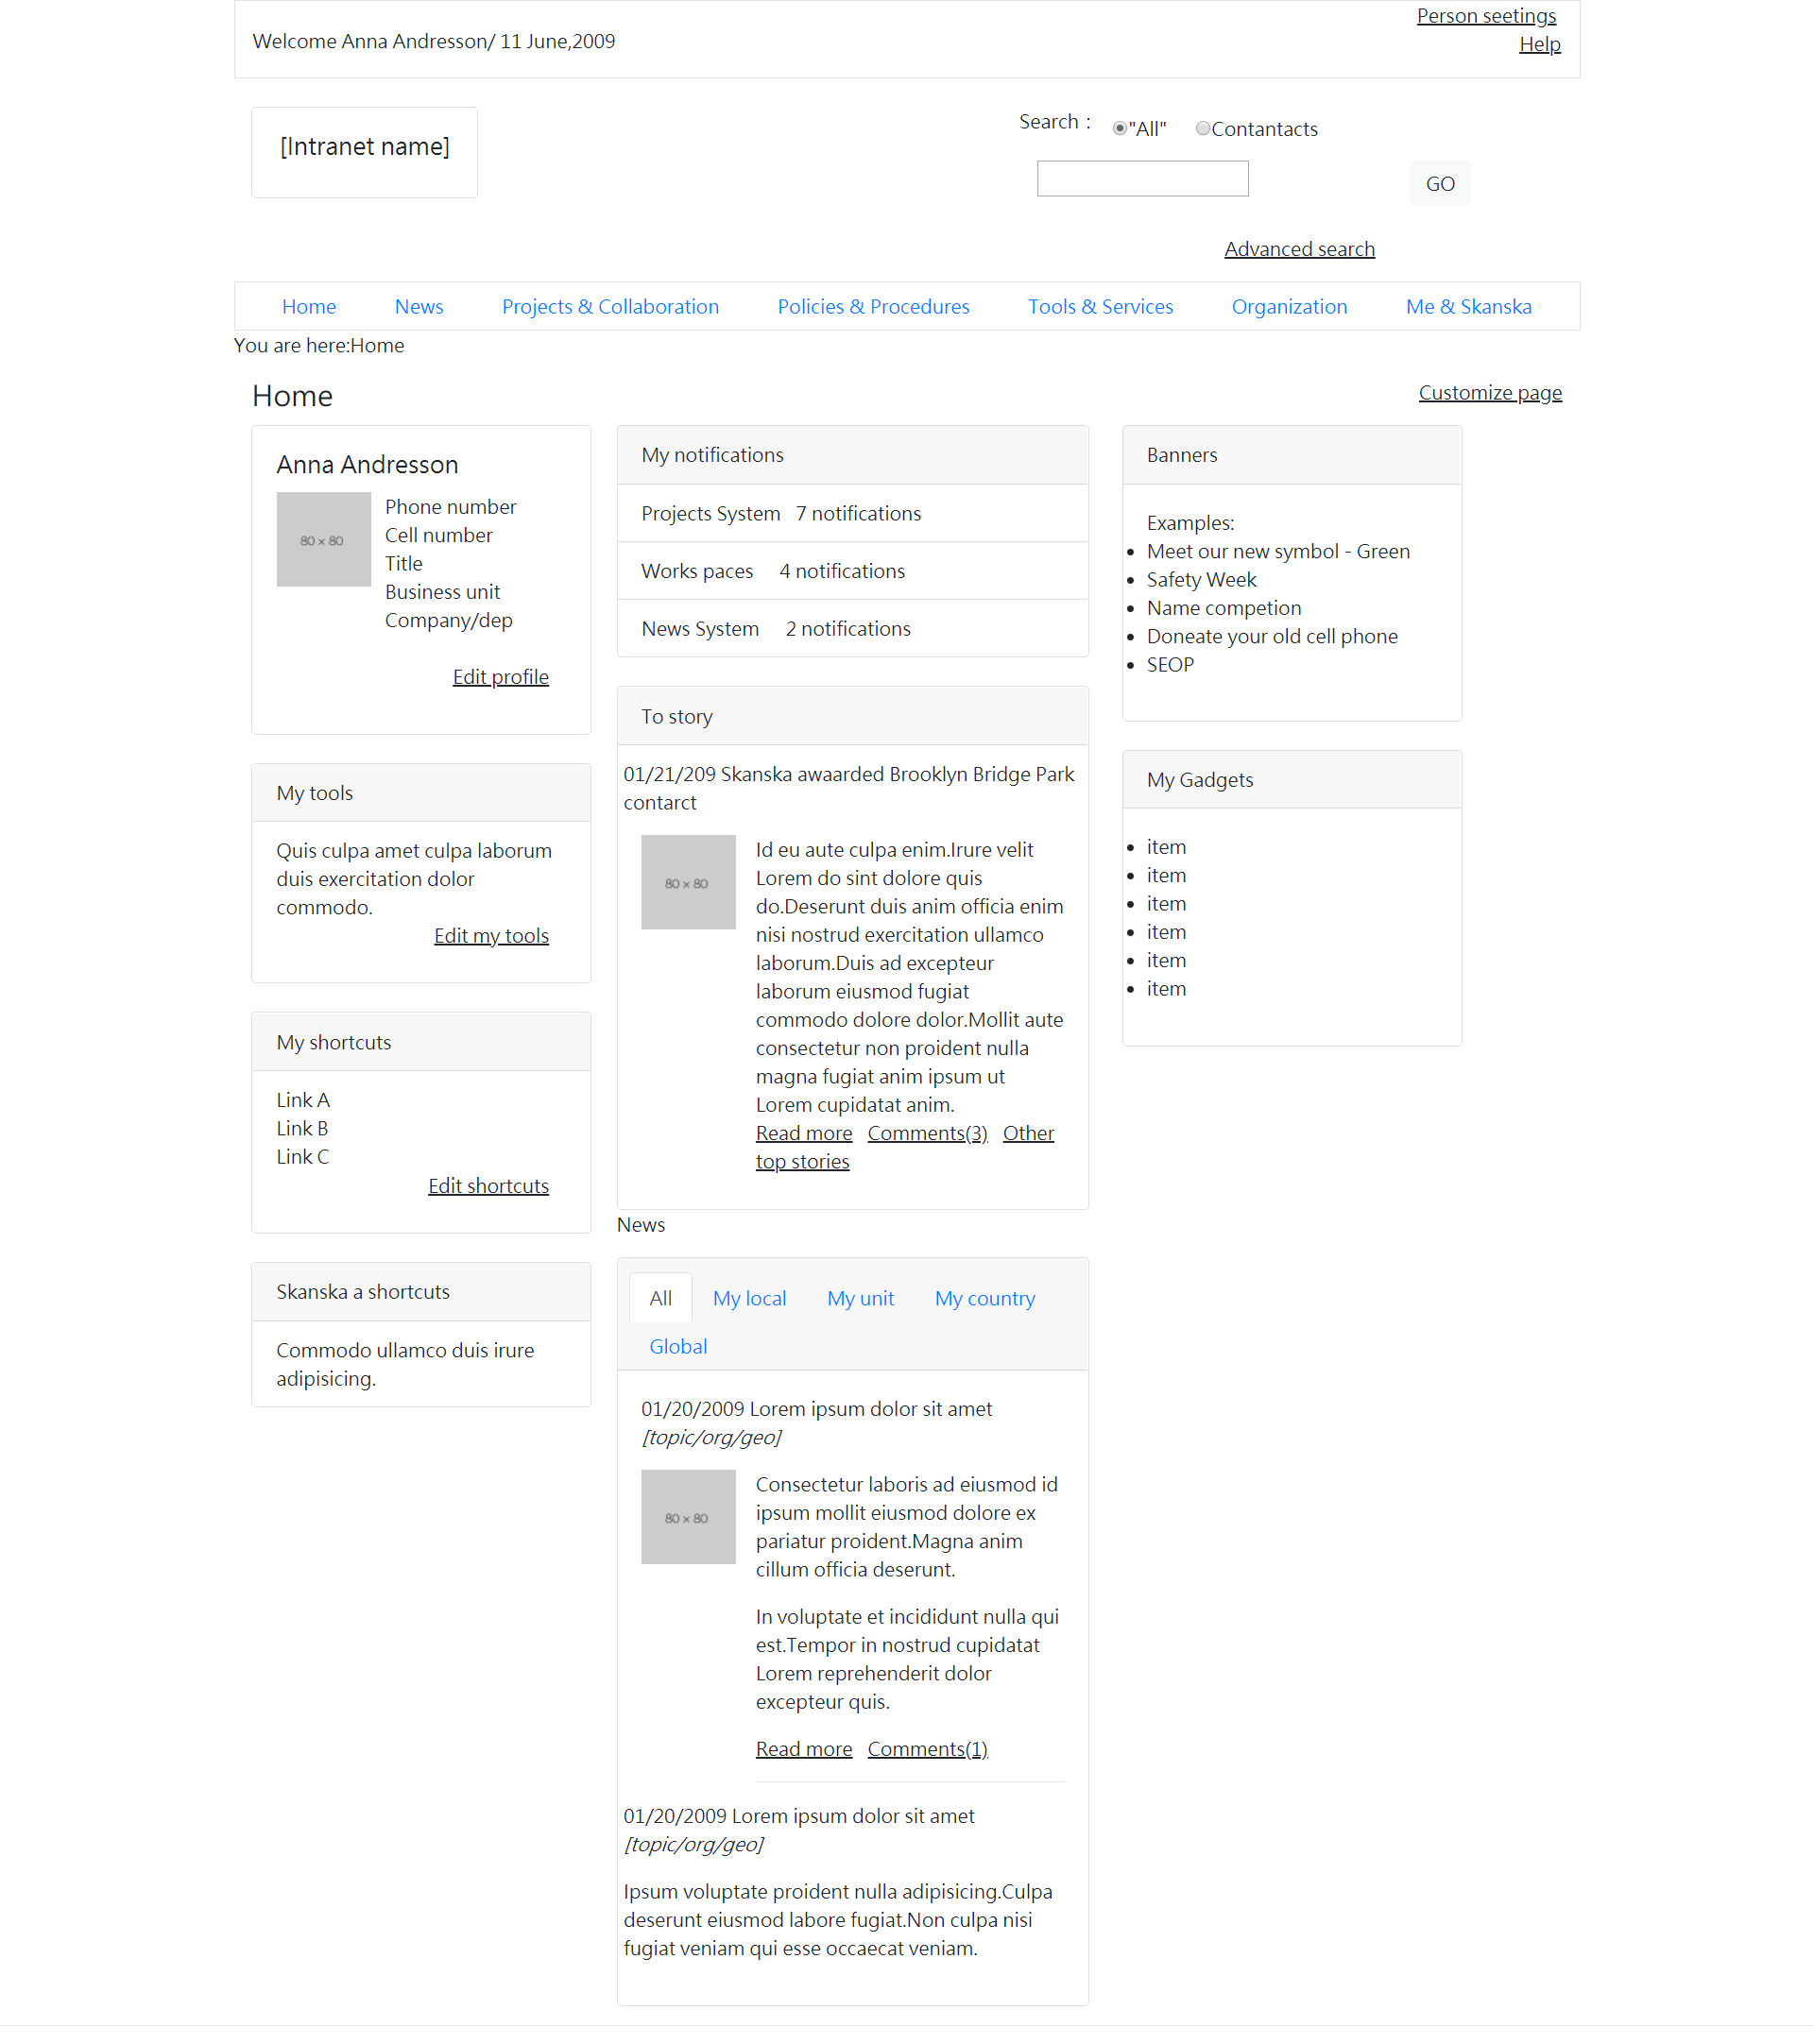 Welcome Anna Andresson/ 11 June,2009
Person seetings
Help
[Intranet name]
Search : "All" Contantacts
GO
Advanced search
Home News Projects & Collaboration Policies & Procedures Tools & Services Organization Me & Skanska
You are here:Home
Home
Customize page
Anna Andresson
80 × 80
Phone number
Cell number
Title
Business unit
Company/dep
Edit profile
My tools
Quis culpa amet culpa laborum
duis exercitation dolor
commodo.
Edit my tools
My shortcuts
Link A
Link B
Link C
Edit shortcuts
Skanska a shortcuts
Commodo ullamco duis irure
adipisicing.
My notifications
Projects System 7 notifications
Works paces 4 notifications
News System 2 notifications
To story
01/21/209 Skanska awaarded Brooklyn Bridge Park
contarct
80 × 80
Id eu aute culpa enim.Irure velit
Lorem do sint dolore quis
do.Deserunt duis anim officia enim
nisi nostrud exercitation ullamco
laborum.Duis ad excepteur
laborum eiusmod fugiat
commodo dolore dolor.Mollit aute
consectetur non proident nulla
magna fugiat anim ipsum ut
Lorem cupidatat anim.
Read more Comments(3) Other
top stories
News
All My local My unit My country
Global
01/20/2009 Lorem ipsum dolor sit amet
[topic/org/geo]
80 × 80
Consectetur laboris ad eiusmod id
ipsum mollit eiusmod dolore ex
pariatur proident.Magna anim
cillum officia deserunt.
In voluptate et incididunt nulla qui
est.Tempor in nostrud cupidatat
Lorem reprehenderit dolor
excepteur quis.
Read more Comments(1)
01/20/2009 Lorem ipsum dolor sit amet
[topic/org/geo]
Ipsum voluptate proident nulla adipisicing.Culpa
deserunt eiusmod labore fugiat.Non culpa nisi
fugiat veniam qui esse occaecat veniam.
Banners
Examples:
• Meet our new symbol - Green
• Safety Week
• Name competion
• Doneate your old cell phone
• SEOP
My Gadgets
• item
• item
• item
• item
• item
• item